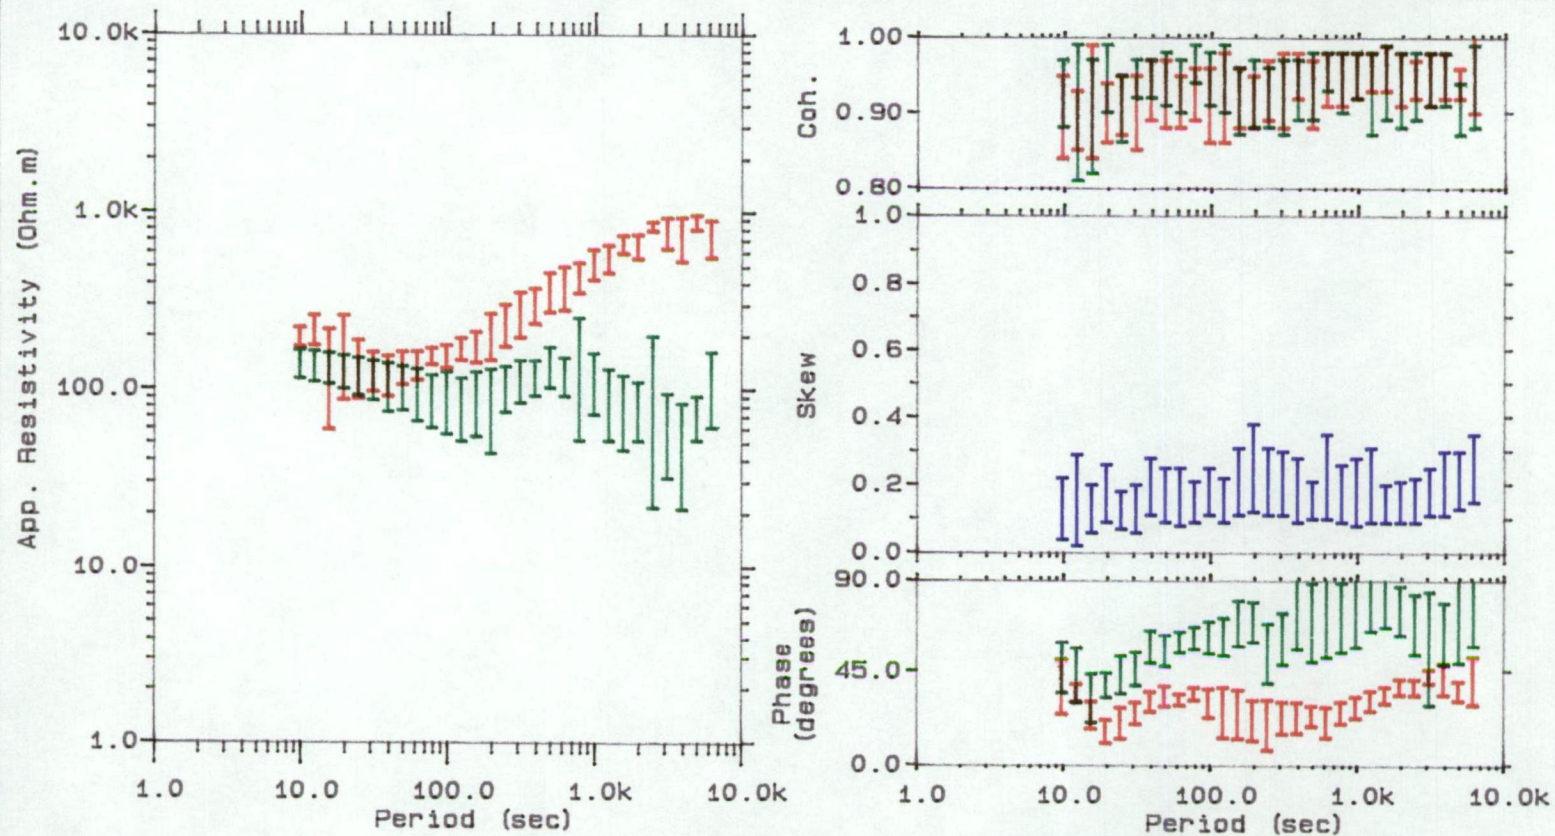 App. Resistivity (Ohm.m)
10.0k
1.0k
100.0
10.0
1.0
1.0 10.0 100.0 1.0k 10.0k
Period (sec)
Coh.
1.00
0.90
0.80
Skew
1.0
0.8
0.6
0.4
0.2
0.0
Phase
(degrees)
90.0
45.0
0.0
1.0 10.0 100.0 1.0k 10.0k
Period (sec)